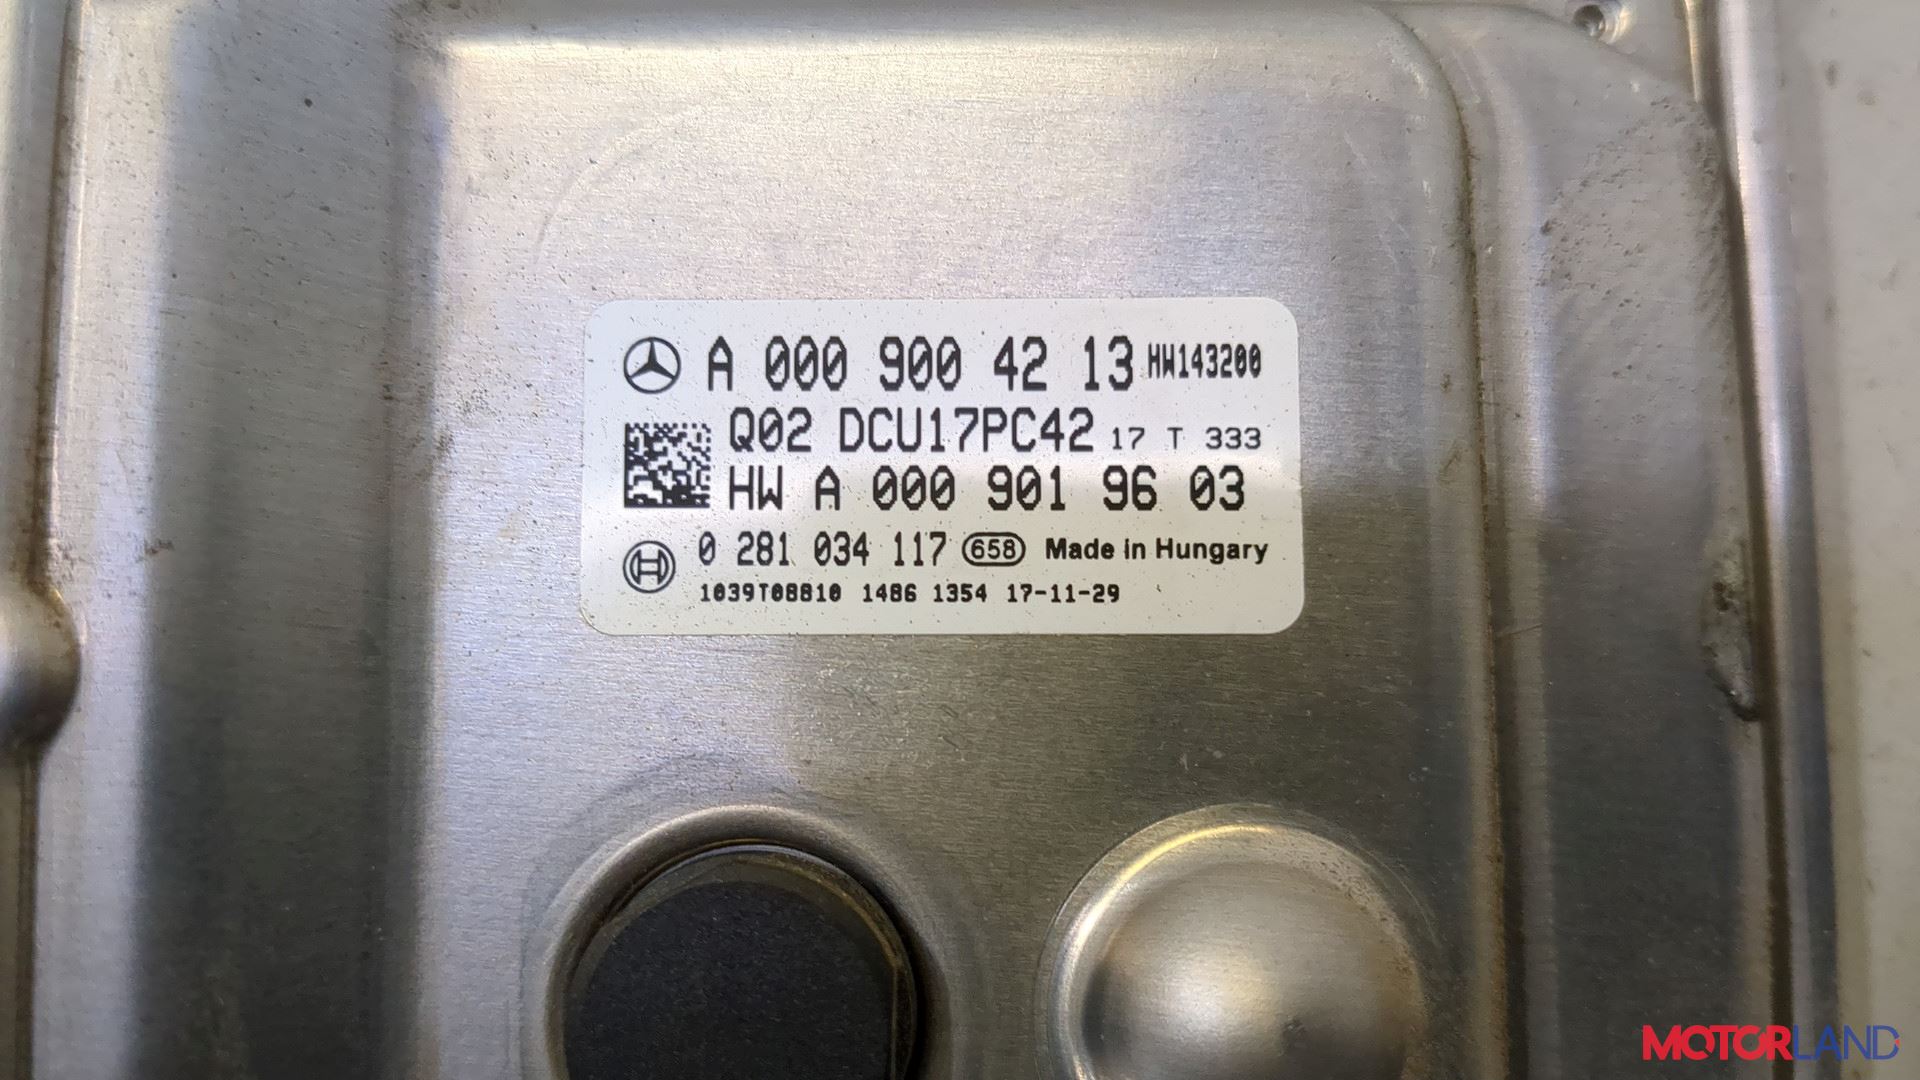 A 000 900 42 13 HW143200
Q02 DCU17PC42 17 T 333
HW A 000 901 96 03
0 281 034 117 658 Made in Hungary
1039T08810 1486 1354 17-11-29
MOTORLAND